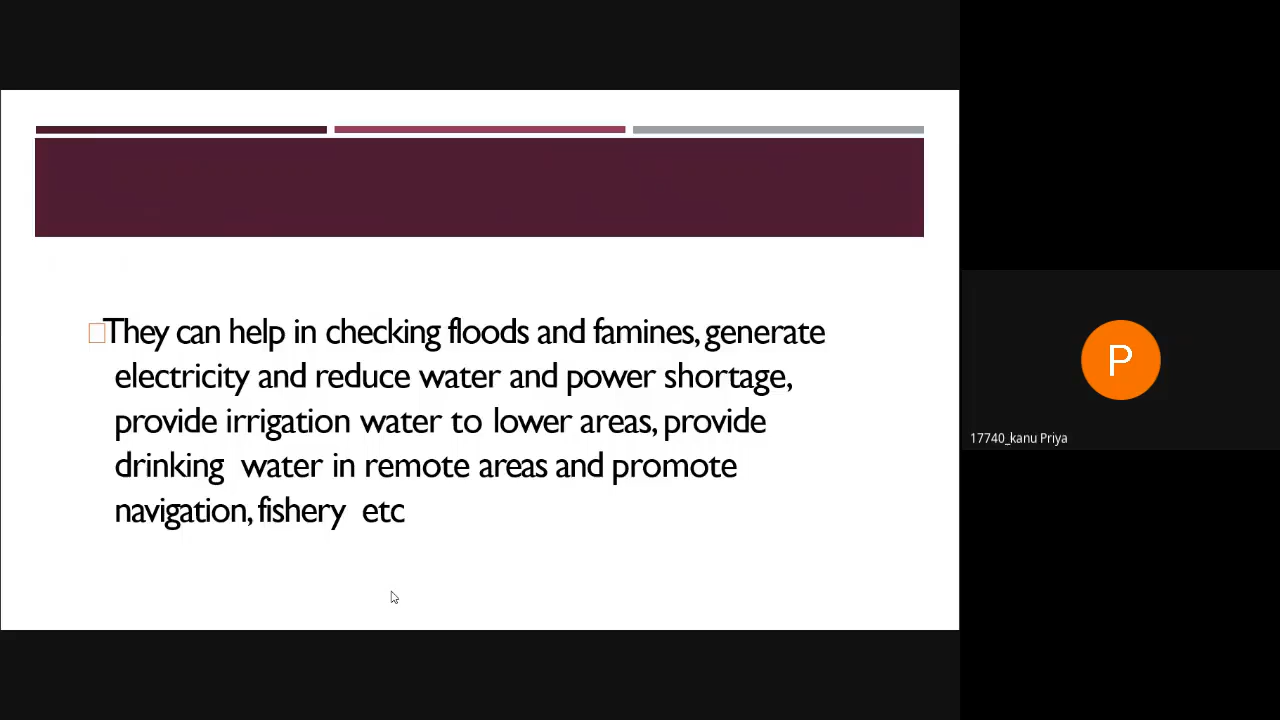 They can help in checking floods and famines, generate
electricity and reduce water and power shortage,
provide irrigation water to lower areas, provide
drinking water in remote areas and promote
navigation, fishery etc
P
17740_kanu Priya